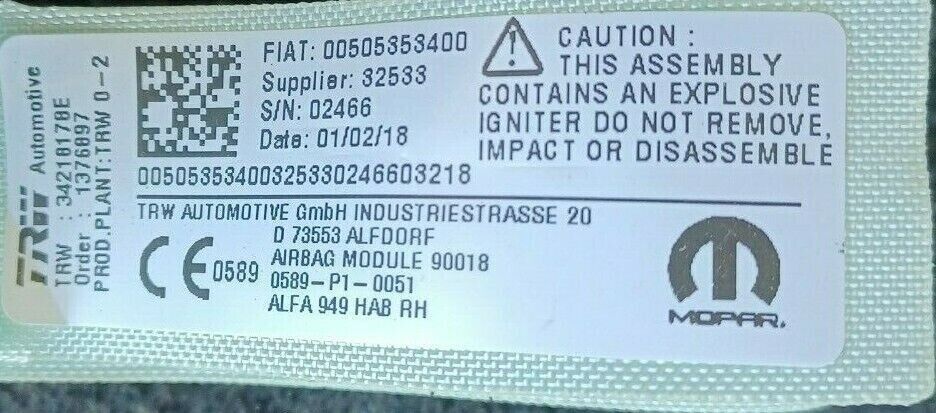 TRW Automotive
TRW : 34218178E
Order : 1376097
PROD.PLANT:TRW 0-2
FIAT: 00505353400
Supplier: 32533
S/N: 02466
Date: 01/02/18
00505353400325330246603218
CAUTION :
THIS ASSEMBLY
CONTAINS AN EXPLOSIVE
IGNITER DO NOT REMOVE,
IMPACT OR DISASSEMBLE
TRW AUTOMOTIVE GmbH INDUSTRIESTRASSE 20
D 73553 ALFDORF
CE 0589
AIRBAG MODULE 90018
0589-P1-0051
ALFA 949 HAB RH
MOPAR.